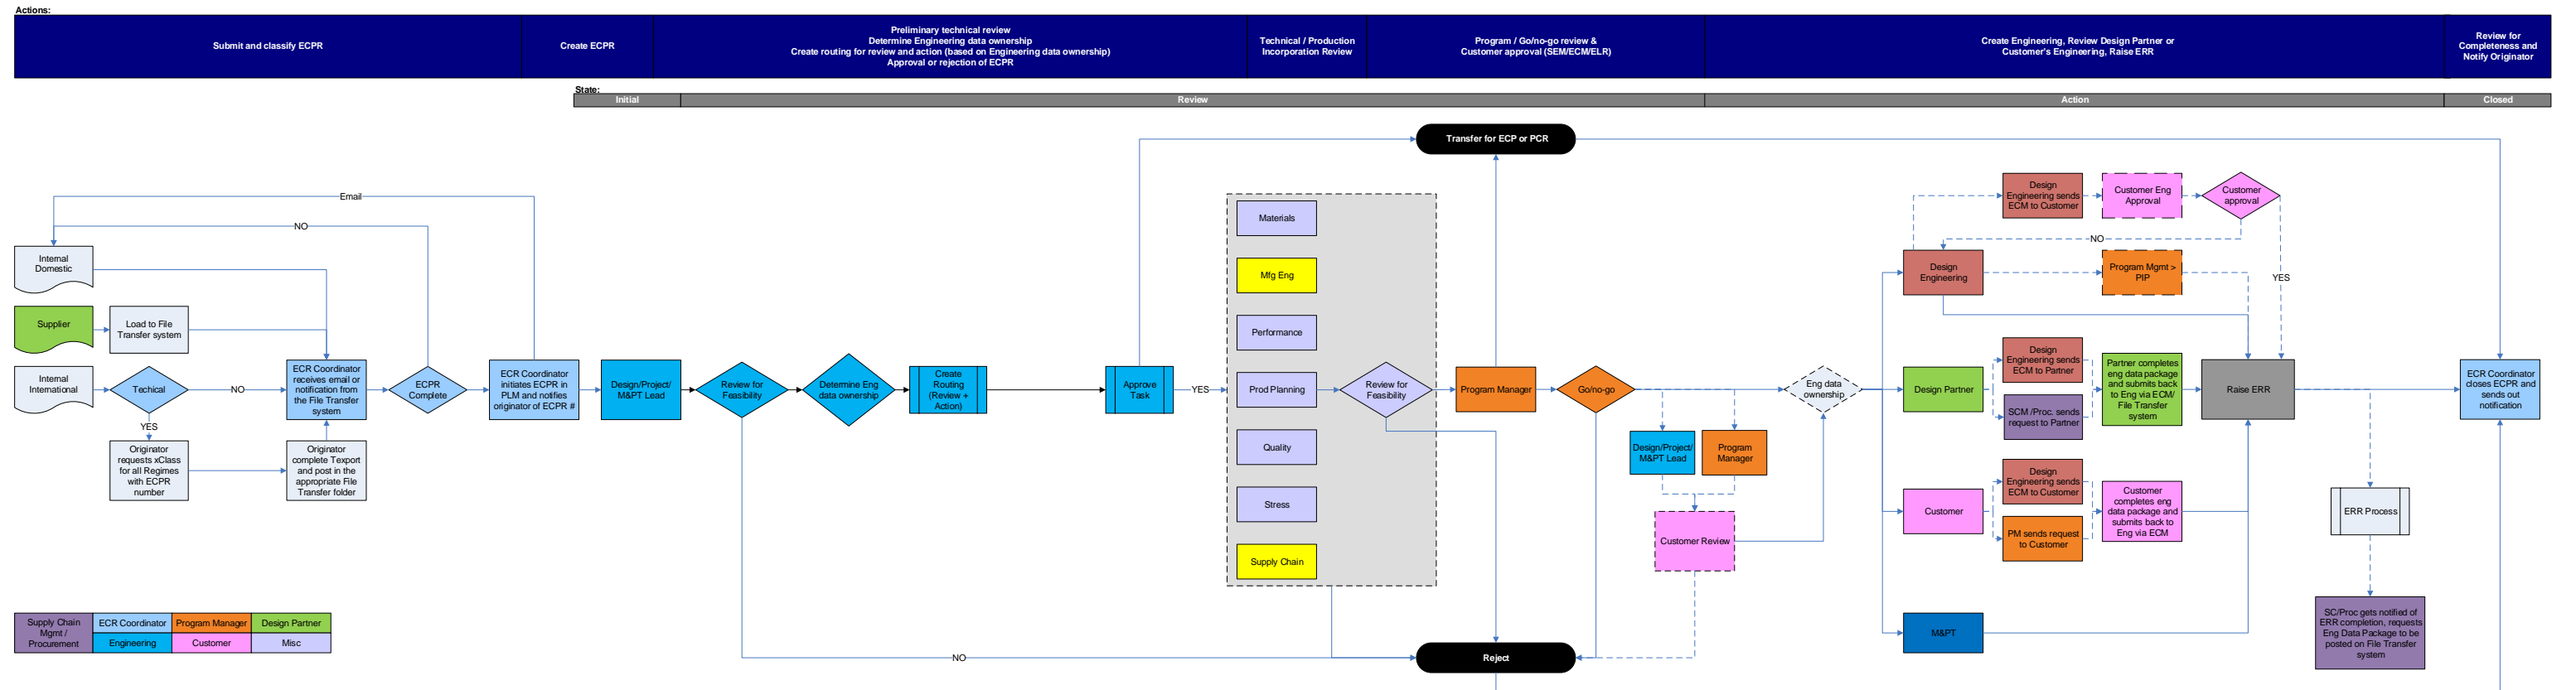 Actions:
Submit and classify ECPR
Create ECPR
Preliminary technical review
Determine Engineering data ownership
Create routing for review and action (based on Engineering data ownership)
Approval or rejection of ECPR
Technical / Production
Incorporation Review
Program / Go/no-go review &
Customer approval (SEM/ECM/ELR)
Create Engineering, Review Design Partner or
Customer's Engineering, Raise ERR
Review for
Completeness and
Notify Originator
State:
Initial
Review
Action
Closed
Transfer for ECP or PCR
Email
NO
Internal
Domestic
Supplier
Load to File
Transfer system
Internal
International
Techical
NO
YES
Originator
requests xClass
for all Regimes
with ECPR
number
ECR Coordinator
receives email or
notification from
the File Transfer
system
Originator
complete Texport
and post in the
appropriate File
Transfer folder
ECPR
Complete
ECR Coordinator
initiates ECPR in
PLM and notifies
originator of ECPR #
Design/Project/
M&PT Lead
Review for
Feasibility
Determine Eng
data ownership
Create
Routing
(Review +
Action)
Approve
Task
YES
Materials
Mfg Eng
Performance
Prod Planning
Quality
Stress
Supply Chain
Review for
Feasibility
Program Manager
Go/no-go
Design/Project/
M&PT Lead
Program
Manager
Customer Review
Eng data
ownership
Design
Engineering sends
ECM to Customer
Customer Eng
Approval
Customer
approval
NO
YES
Design
Engineering
Program Mgmt >
PIP
Design Partner
Design
Engineering sends
ECM to Partner
SCM /Proc. sends
request to Partner
Partner completes
eng data package
and submits back
to Eng via ECM/
File Transfer
system
Raise ERR
Customer
Design
Engineering sends
ECM to Customer
PM sends request
to Customer
Customer
completes eng
data package and
submits back to
Eng via ECM
M&PT
ECR Coordinator
closes ECPR and
sends out
notification
ERR Process
SC/Proc gets notified of
ERR completion, requests
Eng Data Package to be
posted on File Transfer
system
NO
Reject
Supply Chain
Mgmt /
Procurement
ECR Coordinator
Program Manager
Design Partner
Engineering
Customer
Misc